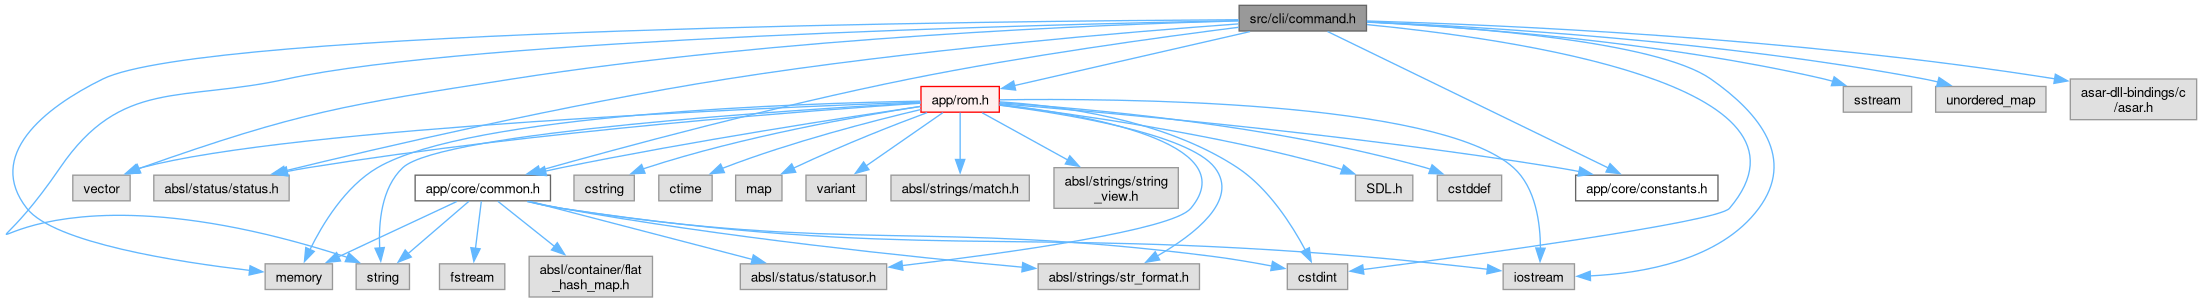 src/cli/command.h
app/rom.h
sstream
unordered_map
asar-dll-bindings/c
/asar.h
vector
absl/status/status.h
app/core/common.h
cstring
ctime
map
variant
absl/strings/match.h
absl/strings/string
_view.h
SDL.h
cstddef
app/core/constants.h
memory
string
fstream
absl/container/flat
_hash_map.h
absl/status/statusor.h
absl/strings/str_format.h
cstdint
iostream